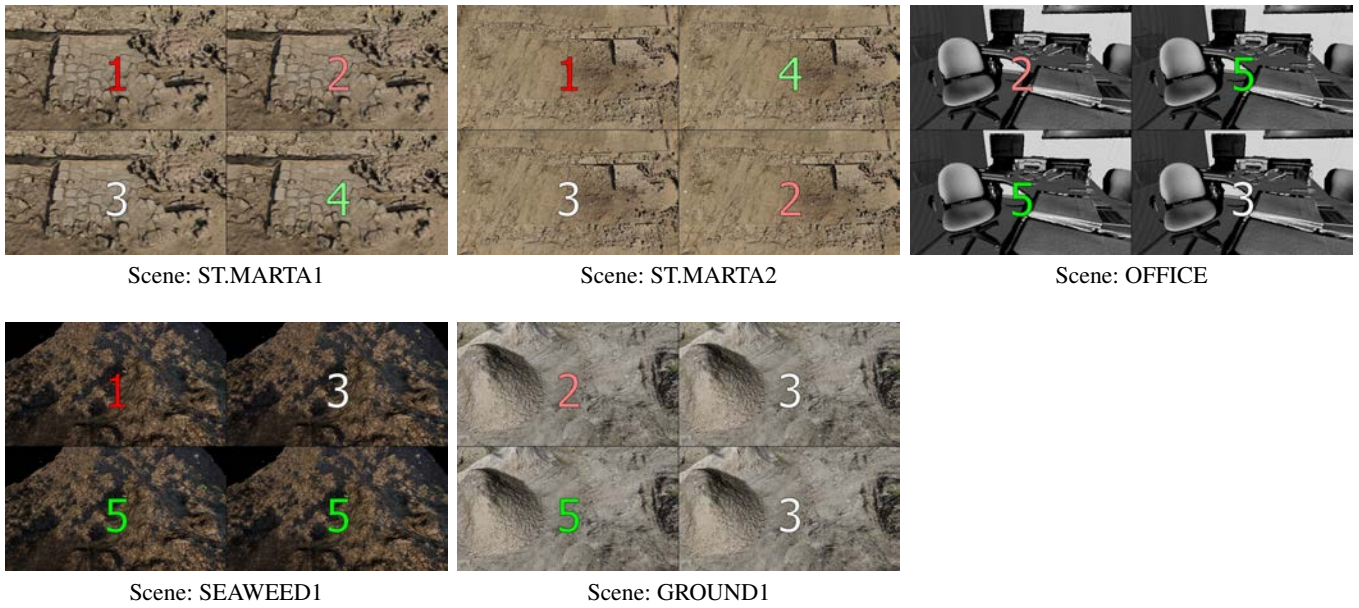 1 2
3 4
Scene: ST.MARTA1
1 4
3 2
Scene: ST.MARTA2
2 5
5 3
Scene: OFFICE
1 3
5 5
Scene: SEAWEED1
2 3
5 3
Scene: GROUND1